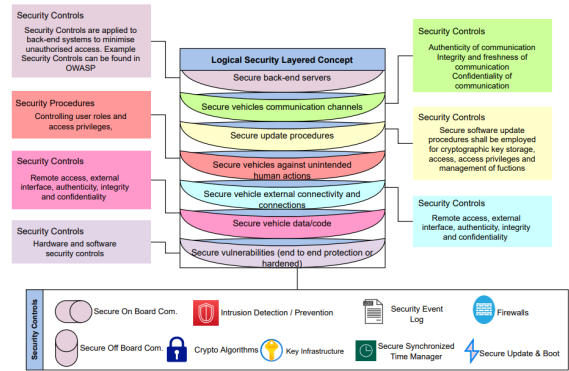 Security Controls
Security Controls are applied to
back-end systems to minimise
unauthorised access. Example
Security Controls can be found in
OWASP
Security Procedures
Controlling user roles and
access privileges,
Security Controls
Remote access, external
interface, authenticity, integrity
and confidentiality
Security Controls
Hardware and software
security controls
Logical Security Layered Concept
Secure back-end servers
Secure vehicles communication channels
Secure update procedures
Secure vehicles against unintended
human actions
Secure vehicle external connectivity and
connections
Secure vehicle data/code
Secure vulnerabilities (end to end protection or
hardened)
Security Controls
Authenticity of communication
Integrity and freshness of
communication
Confidentiality of
communication
Security Controls
Secure software update
procedures shall be employed
for cryptographic key storage,
access, access privileges and
management of fuctions
Security Controls
Remote access, external
interface, authenticity, integrity
and confidentiality
Security Controls
Secure On Board Com.
Intrusion Detection / Prevention
Security Event
Log
Firewalls
Secure Off Board Com.
Crypto Algorithms
Key Infrastructure
Secure Synchronized
Time Manager
Secure Update & Boot